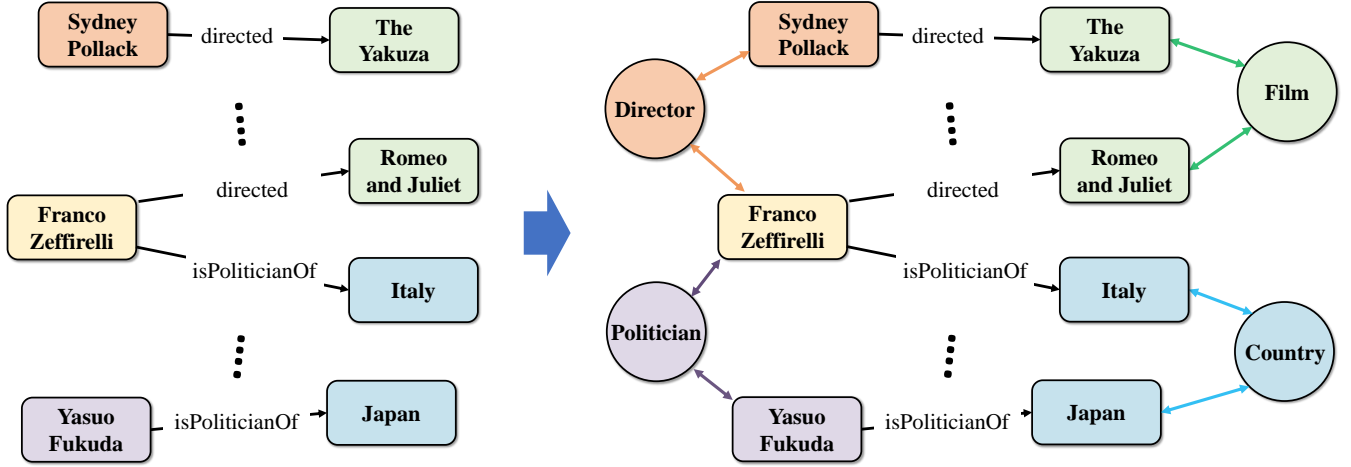 Sydney
Pollack
directed
The
Yakuza
Romeo
and Juliet
directed
Franco
Zeffirelli
isPoliticianOf
Italy
Yasuo
Fukuda
isPoliticianOf
Japan
Sydney
Pollack
directed
The
Yakuza
Director
Film
Romeo
and Juliet
directed
Franco
Zeffirelli
isPoliticianOf
Italy
Politician
Country
Yasuo
Fukuda
isPoliticianOf
Japan